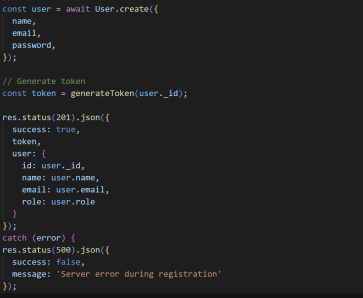 const user = await User.create({
  name,
  email,
  password,
});

// Generate token
const token = generateToken(user._id);

res.status(201).json({
  success: true,
  token,
  user: {
    id: user._id,
    name: user.name,
    email: user.email,
    role: user.role
  }
});
catch (error) {
res.status(500).json({
  success: false,
  message: 'Server error during registration'
});